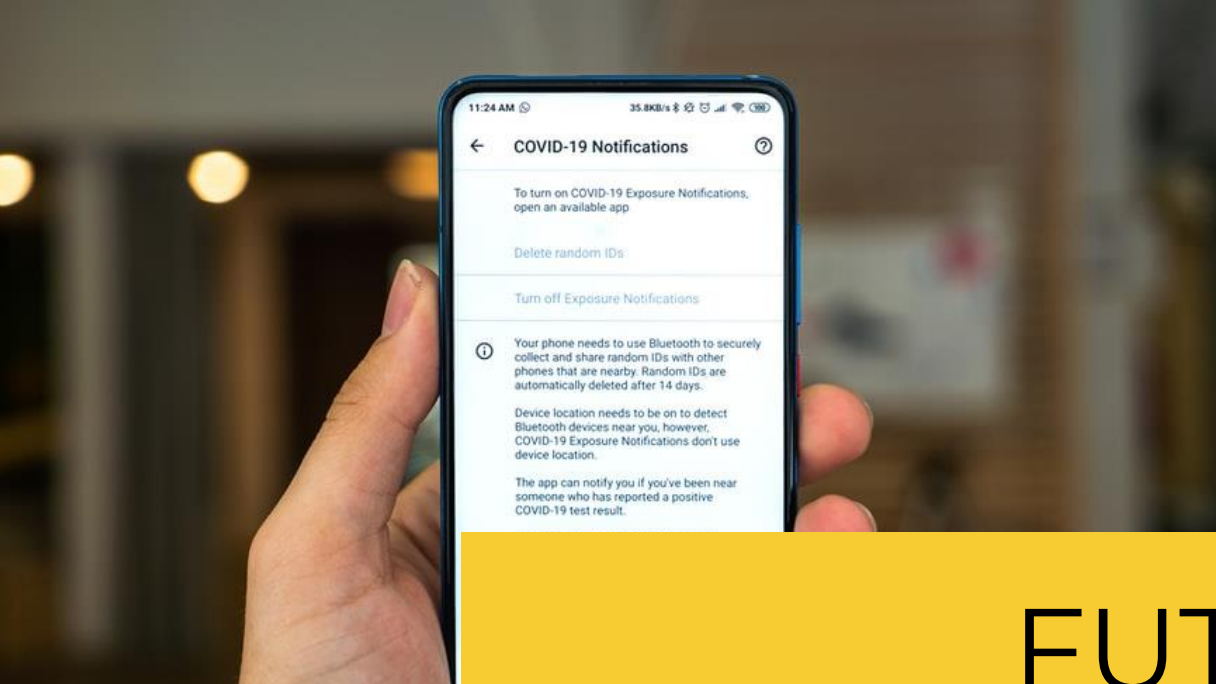 11:24 AM
35.8KB/s
100
COVID-19 Notifications
To turn on COVID-19 Exposure Notifications,
open an available app
Delete random IDs
Turn off Exposure Notifications
Your phone needs to use Bluetooth to securely
collect and share random IDs with other
phones that are nearby. Random IDs are
automatically deleted after 14 days.
Device location needs to be on to detect
Bluetooth devices near you, however,
COVID-19 Exposure Notifications don't use
device location.
The app can notify you if you've been near
someone who has reported a positive
COVID-19 test result.
FUT